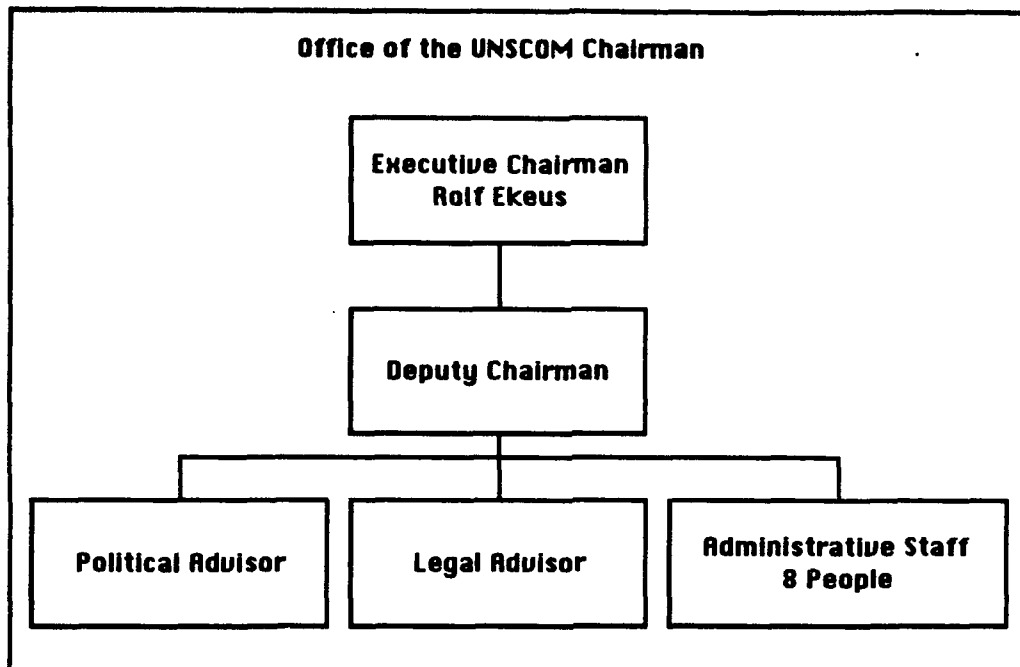 Office of the UNSCOM Chairman
Executive Chairman
Rolf Ekeus
Deputy Chairman
Political Advisor
Legal Advisor
Administrative Staff
8 People